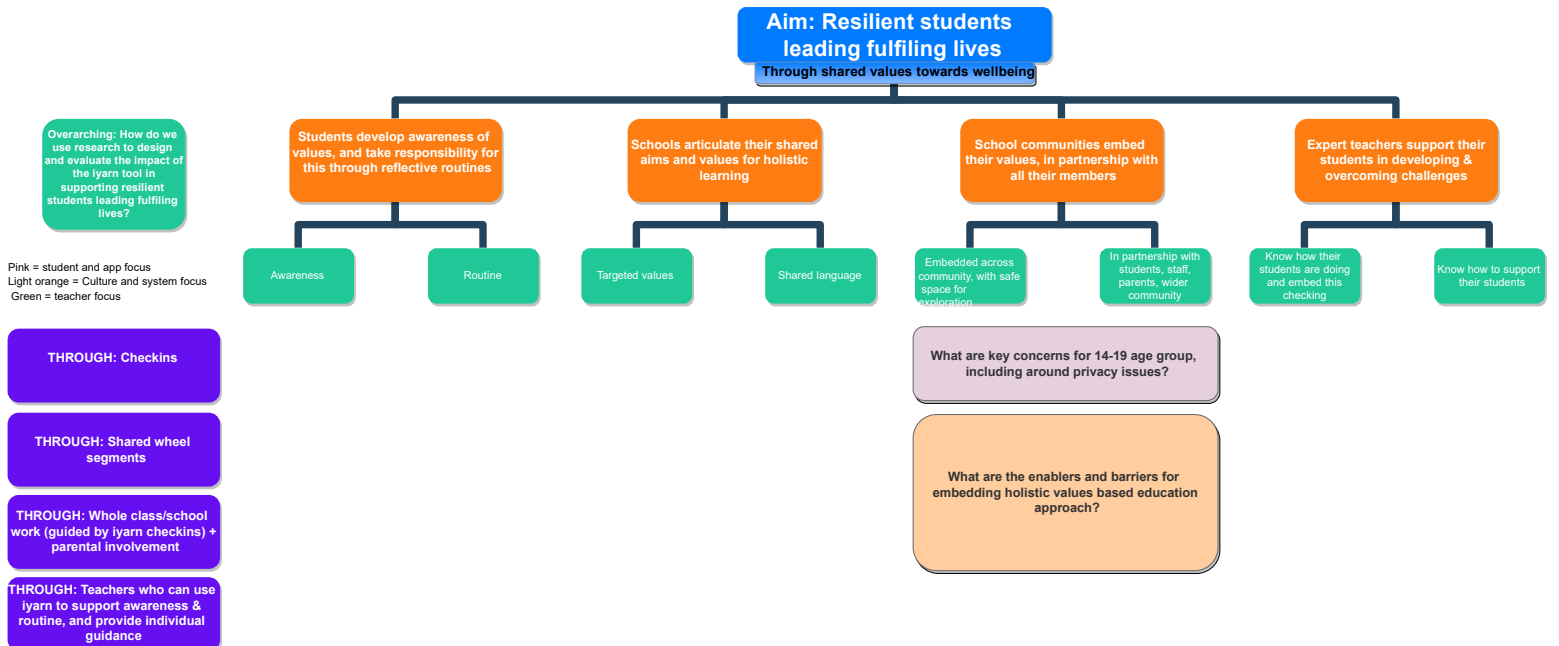 Aim: Resilient students
leading fulfiling lives
Through shared values towards wellbeing
Overarching: How do we
use research to design
and evaluate the impact of
the iyarn tool in
supporting resilient
students leading fulfiling
lives?
Students develop awareness of
values, and take responsibility for
this through reflective routines
Schools articulate their shared
aims and values for holistic
learning
School communities embed
their values, in partnership with
all their members
Expert teachers support their
students in developing &
overcoming challenges
Pink = student and app focus
Light orange = Culture and system focus
Green = teacher focus
Awareness
Routine
Targeted values
Shared language
Embedded across
community, with safe
space for
exploration
In partnership with
students, staff,
parents, wider
community
Know how their
students are doing
and embed this
checking
Know how to support
their students
THROUGH: Checkins
THROUGH: Shared wheel
segments
THROUGH: Whole class/school
work (guided by iyarn checkins) +
parental involvement
THROUGH: Teachers who can use
iyarn to support awareness &
routine, and provide individual
guidance
What are key concerns for 14-19 age group,
including around privacy issues?
What are the enablers and barriers for
embedding holistic values based education
approach?